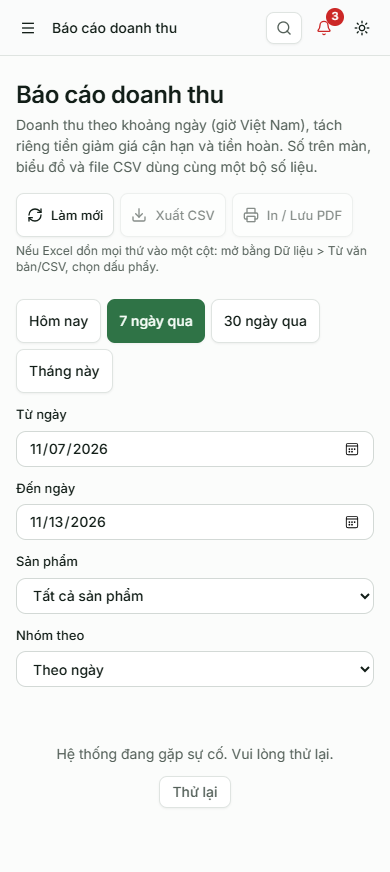 Báo cáo doanh thu
3
Báo cáo doanh thu
Doanh thu theo khoảng ngày (giờ Việt Nam), tách
riêng tiền giảm giá cận hạn và tiền hoàn. Số trên màn,
biểu đồ và file CSV dùng cùng một bộ số liệu.
Làm mới
Xuất CSV
In / Lưu PDF
Nếu Excel dồn mọi thứ vào một cột: mở bằng Dữ liệu > Từ văn
bản/CSV, chọn dấu phẩy.
Hôm nay
7 ngày qua
30 ngày qua
Tháng này
Từ ngày
11/07/2026
Đến ngày
11/13/2026
Sản phẩm
Tất cả sản phẩm
Nhóm theo
Theo ngày
Hệ thống đang gặp sự cố. Vui lòng thử lại.
Thử lại